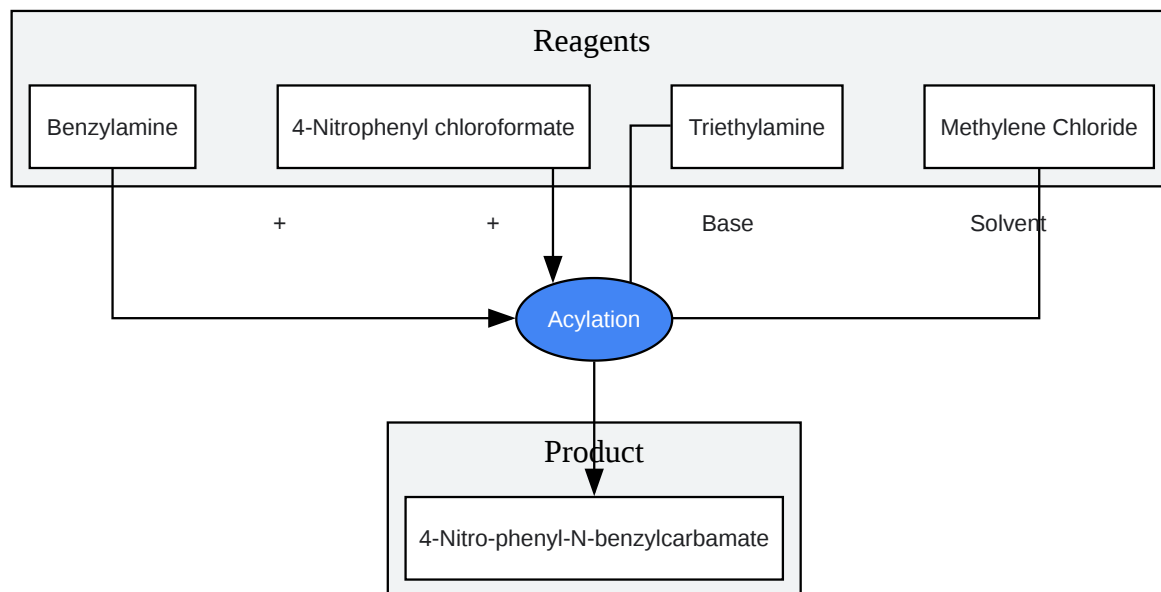 Reagents
Benzylamine
4-Nitrophenyl chloroformate
Triethylamine
Methylene Chloride
+
+
Base
Solvent
Acylation
Product
4-Nitro-phenyl-N-benzylcarbamate